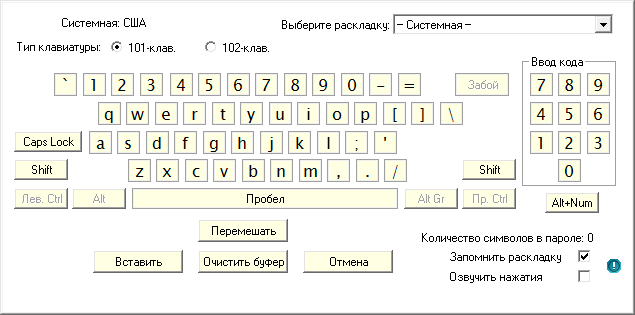 Системная: США
Выберите раскладку: -- Системная --
Тип клавиатуры: 101-клав. 102-клав.
Ввод кода
` 1 2 3 4 5 6 7 8 9 0 - = Забой 7 8 9
q w e r t y u i o p [ ] \ 4 5 6
Caps Lock a s d f g h j k l ; ' 1 2 3
Shift z x c v b n m , . / Shift 0
Лев. Ctrl Alt Пробел Alt Gr Пр. Ctrl Alt+Num
Перемешать
Количество символов в пароле: 0
Вставить Очистить буфер Отмена Запомнить раскладку
Озвучить нажатия